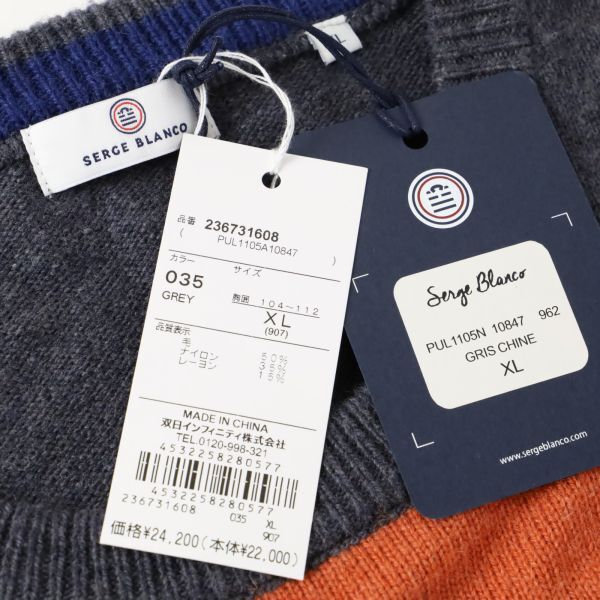 SERGE BLANCO
XL
品番 236731608
( PUL1105A10847 )
カラー サイズ
035 胸囲 104-112
GREY XL
(907)
品質表示
毛 50%
ナイロン 35%
レーヨン 15%
MADE IN CHINA
双日インフィニティ株式会社
TEL.0120-998-321
4532258280577
4532258280577
236731608 035 XL
907
価格¥24,200(本体¥22,000)
Serge Blanco
PUL1105N 10847 962
GRIS CHINE
XL
www.sergeblanco.com